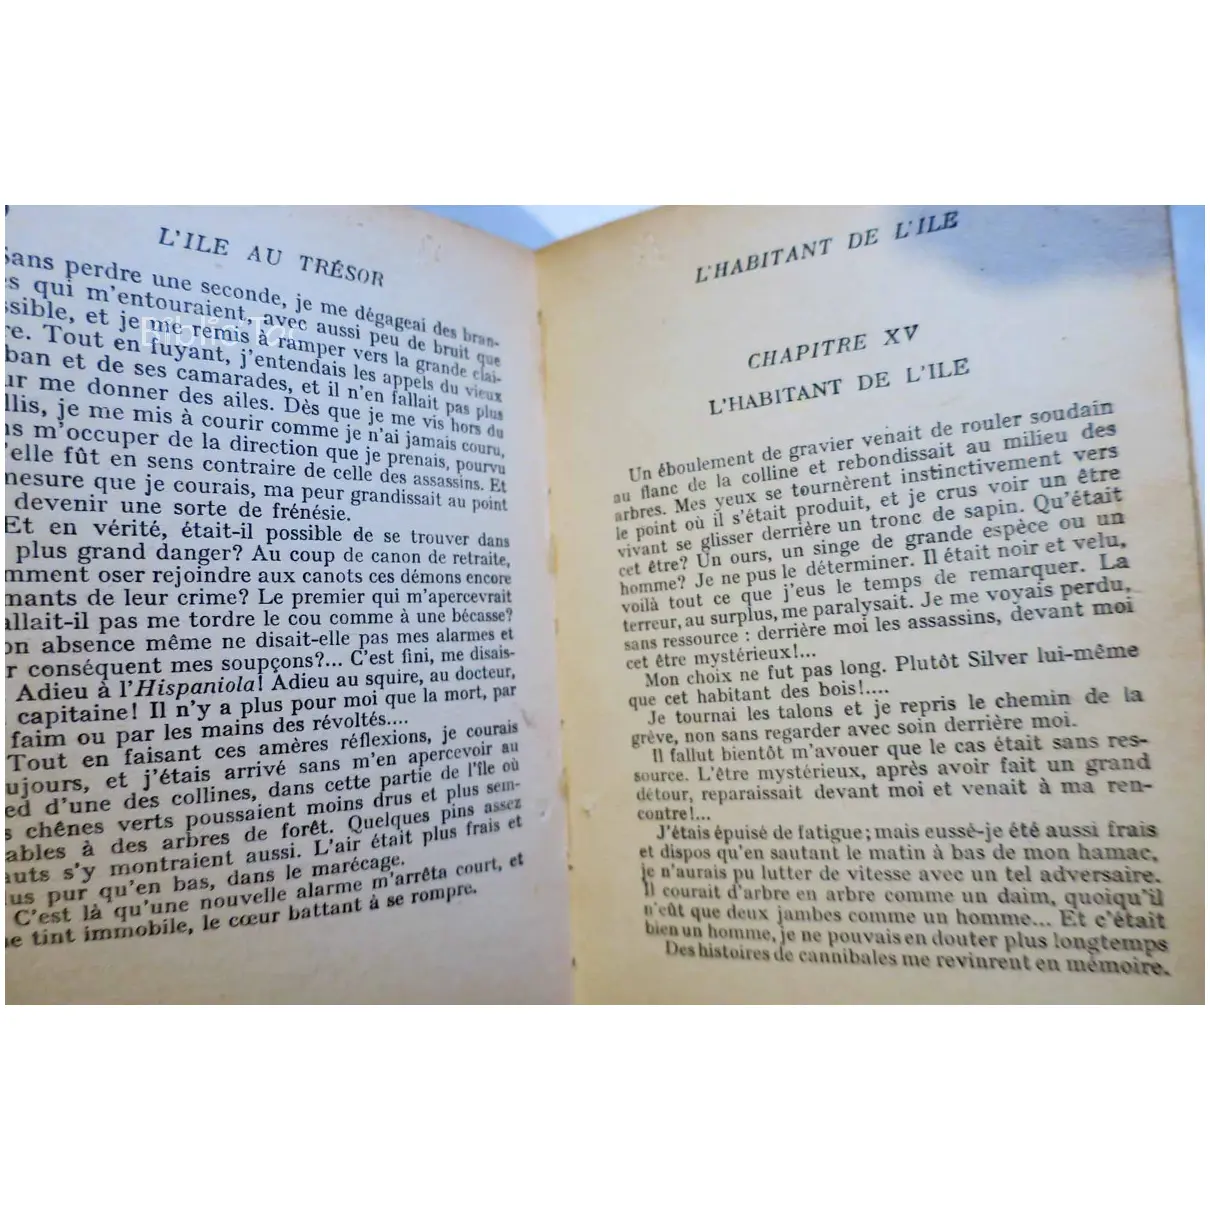 L'ILE AU TRÉSOR
Sans perdre une seconde, je me dégageai des bran-
qui m'entouraient, avec aussi peu de bruit que
ssible, et je me remis à ramper vers la grande clai-
re. Tout en fuyant, j'entendais les appels du vieux
ban et de ses camarades, et il n'en fallait pas plus
ur me donner des ailes. Dès que je me vis hors du
llis, je me mis à courir comme je n'ai jamais couru,
ns m'occuper de la direction que je prenais, pourvu
'elle fût en sens contraire de celle des assassins. Et
mesure que je courais, ma peur grandissait au point
devenir une sorte de frénésie.
Et en vérité, était-il possible de se trouver dans
plus grand danger? Au coup de canon de retraite,
mment oser rejoindre aux canots ces démons encore
mants de leur crime? Le premier qui m'apercevrait
allait-il pas me tordre le cou comme à une bécasse?
on absence même ne disait-elle pas mes alarmes et
r conséquent mes soupçons?... C'est fini, me disais-
Adieu à l'Hispaniola! Adieu au squire, au docteur,
capitaine! Il n'y a plus pour moi que la mort, par
faim ou par les mains des révoltés....
Tout en faisant ces amères réflexions, je courais
ujours, et j'étais arrivé sans m'en apercevoir au
ed d'une des collines, dans cette partie de l'île où
s chênes verts poussaient moins drus et plus sem-
ables à des arbres de forêt. Quelques pins assez
auts s'y montraient aussi. L'air était plus frais et
us pur qu'en bas, dans le marécage.
C'est là qu'une nouvelle alarme m'arrêta court, et
e tint immobile, le cœur battant à se rompre.
L'HABITANT DE L'ILE
CHAPITRE XV
L'HABITANT DE L'ILE
Un éboulement de gravier venait de rouler soudain
au flanc de la colline et rebondissait au milieu des
arbres. Mes yeux se tournèrent instinctivement vers
le point où il s'était produit, et je crus voir un être
vivant se glisser derrière un tronc de sapin. Qu'était
cet être? Un ours, un singe de grande espèce ou un
homme? Je ne pus le déterminer. Il était noir et velu,
voilà tout ce que j'eus le temps de remarquer. La
terreur, au surplus, me paralysait. Je me voyais perdu,
sans ressource : derrière moi les assassins, devant moi
cet être mystérieux!...
Mon choix ne fut pas long. Plutôt Silver lui-même
que cet habitant des bois!....
Je tournai les talons et je repris le chemin de la
grève, non sans regarder avec soin derrière moi.
Il fallut bientôt m'avouer que le cas était sans res-
source. L'être mystérieux, après avoir fait un grand
détour, reparaissait devant moi et venait à ma ren-
contre!...
J'étais épuisé de fatigue; mais eussé-je été aussi frais
et dispos qu'en sautant le matin à bas de mon hamac,
je n'aurais pu lutter de vitesse avec un tel adversaire.
Il courait d'arbre en arbre comme un daim, quoiqu'il
n'eût que deux jambes comme un homme... Et c'était
bien un homme, je ne pouvais en douter plus longtemps
Des histoires de cannibales me revinrent en mémoire.